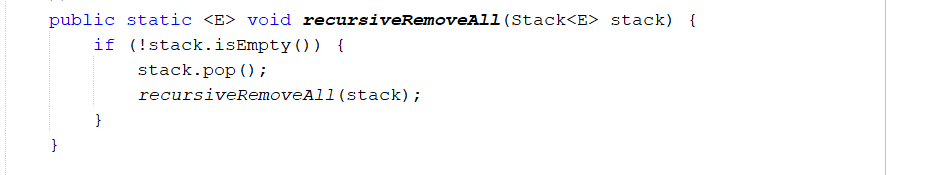 public static <E> void recursiveRemoveAll(Stack<E> stack) {
    if (!stack.isEmpty()) {
        stack.pop();
        recursiveRemoveAll(stack);
    }
}